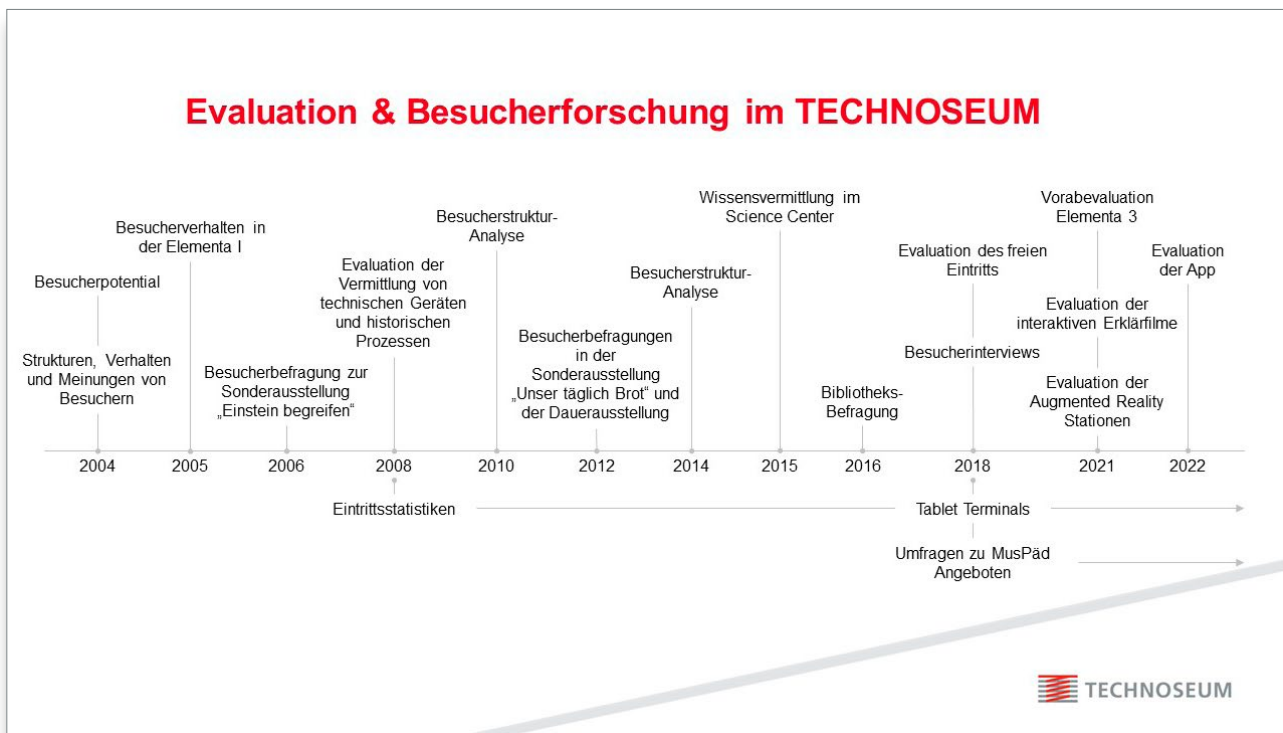 Evaluation & Besucherforschung im TECHNOSEUM
Besucherpotential
Strukturen, Verhalten
und Meinungen von
Besuchern
Besucherverhalten in
der Elementa I
Besucherbefragung zur
Sonderausstellung
„Einstein begreifen“
Evaluation der
Vermittlung von
technischen Geräten
und historischen
Prozessen
Besucherstruktur-
Analyse
Besucherbefragungen
in der
Sonderausstellung
„Unser täglich Brot“ und
der Dauerausstellung
Besucherstruktur-
Analyse
Wissensvermittlung im
Science Center
Bibliotheks-
Befragung
Evaluation des freien
Eintritts
Besucherinterviews
Vorabevaluation
Elementa 3
Evaluation der
interaktiven Erklärfilme
Evaluation der
Augmented Reality
Stationen
Evaluation
der App
2004 2005 2006 2008 2010 2012 2014 2015 2016 2018 2021 2022
Eintrittsstatistiken
Tablet Terminals
Umfragen zu MusPäd
Angeboten
TECHNOSEUM